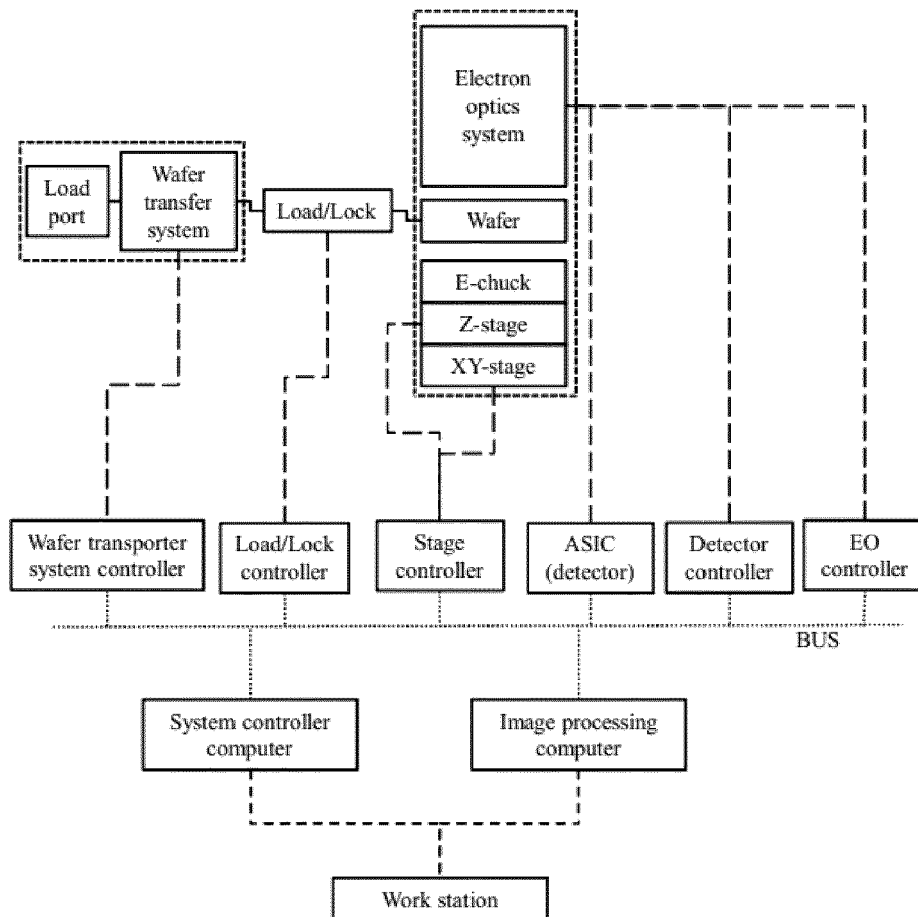 Electron
optics
system
Load
port
Wafer
transfer
system
Load/Lock
Wafer
E-chuck
Z-stage
XY-stage
Wafer transporter
system controller
Load/Lock
controller
Stage
controller
ASIC
(detector)
Detector
controller
EO
controller
BUS
System controller
computer
Image processing
computer
Work station